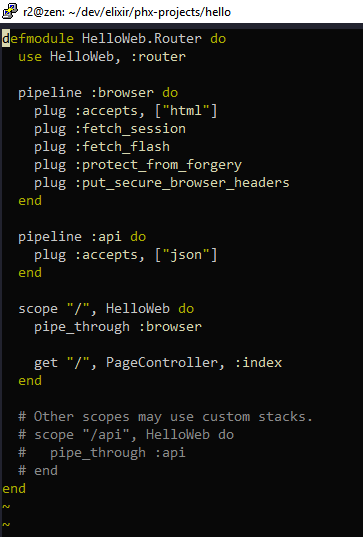 r2@zen: ~/dev/elixir/phx-projects/hello
defmodule HelloWeb.Router do
  use HelloWeb, :router

  pipeline :browser do
    plug :accepts, ["html"]
    plug :fetch_session
    plug :fetch_flash
    plug :protect_from_forgery
    plug :put_secure_browser_headers
  end

  pipeline :api do
    plug :accepts, ["json"]
  end

  scope "/", HelloWeb do
    pipe_through :browser

    get "/", PageController, :index
  end

  # Other scopes may use custom stacks.
  # scope "/api", HelloWeb do
  #   pipe_through :api
  # end
end
~
~